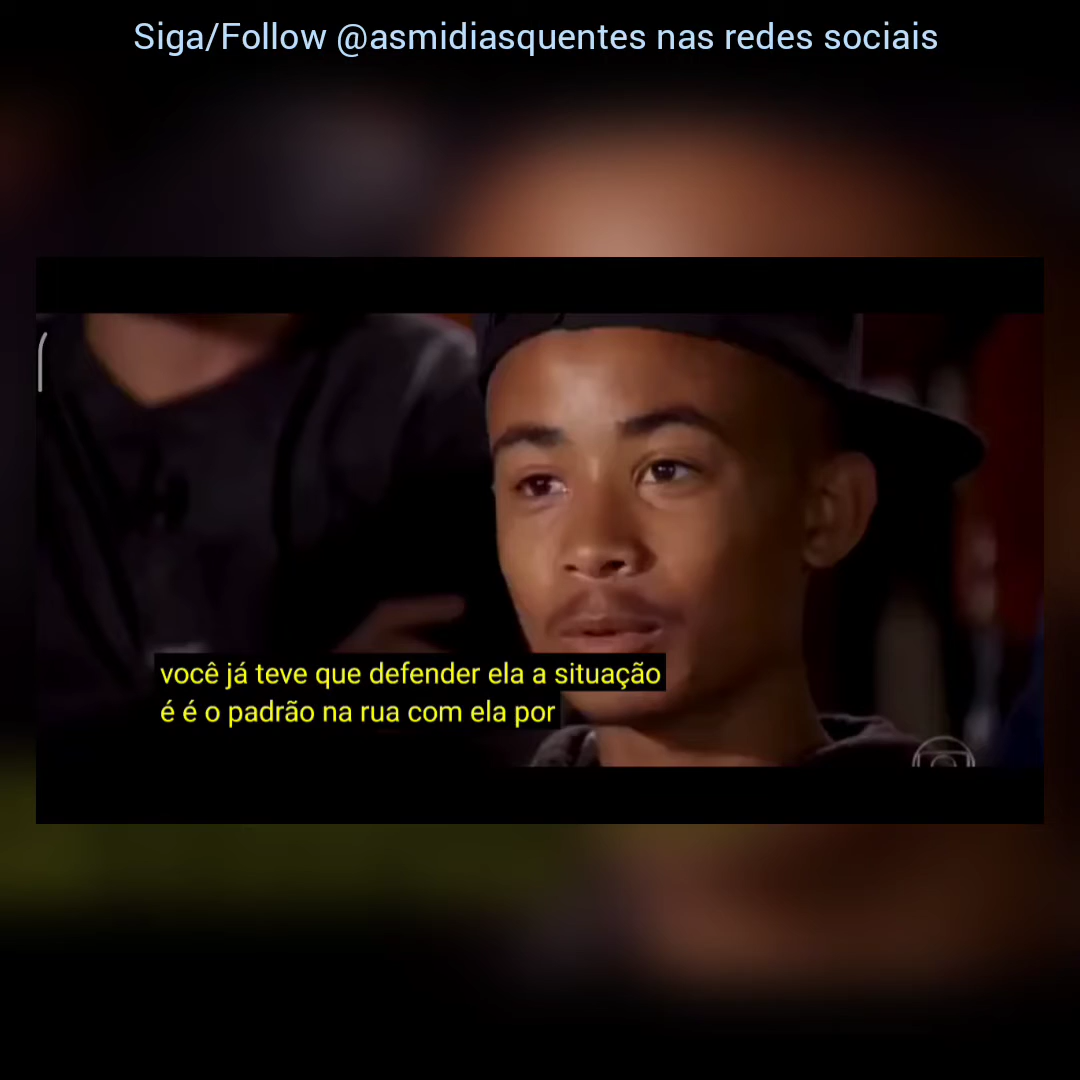 Siga/Follow @asmidiasquentes nas redes sociais
você já teve que defender ela a situação
é é o padrão na rua com ela por